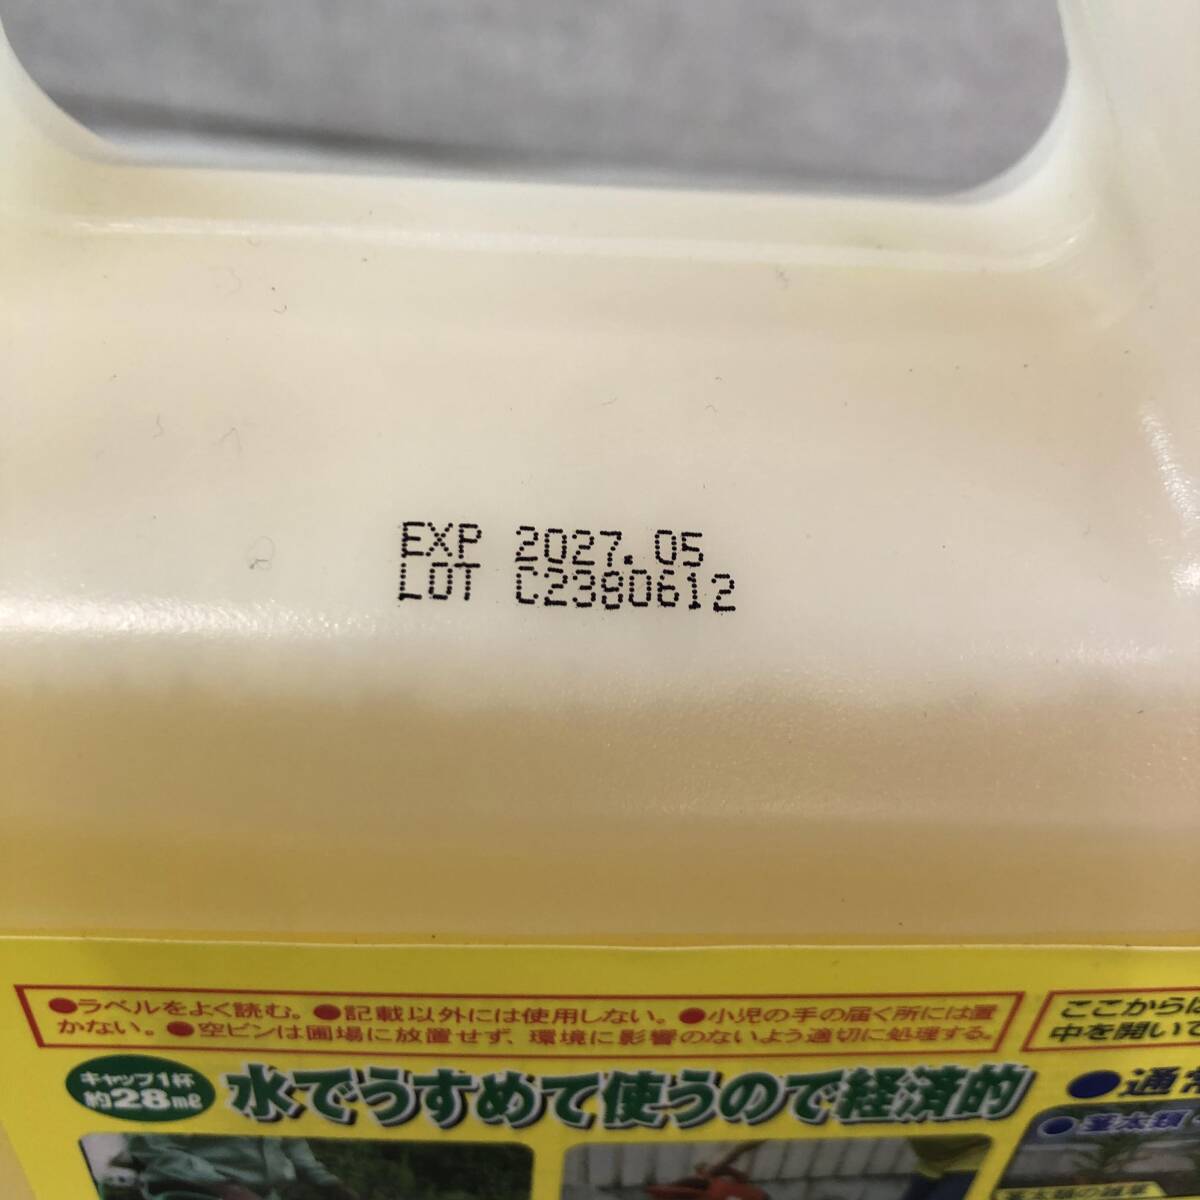 EXP 2027.05
LOT C2380612
●ラベルをよく読む。●記載以外には使用しない。●小児の手の届く所には置
かない。●空ビンは圃場に放置せず、環境に影響のないよう適切に処理する。
ここからは
中を開いて
キャップ1杯
約28mℓ
水でうすめて使うので経済的
●通常
●茎太類